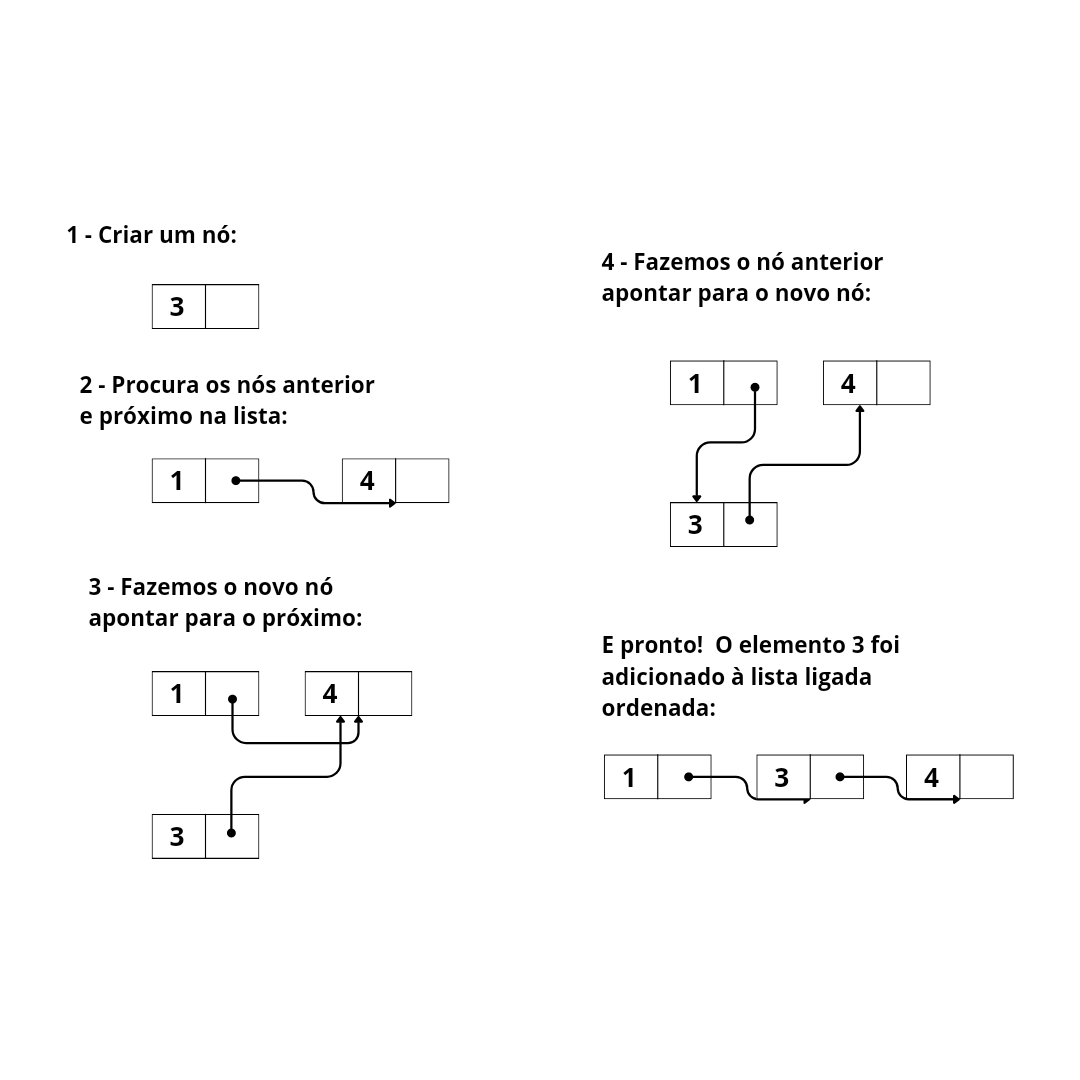 1 - Criar um nó:
3
2 - Procura os nós anterior
e próximo na lista:
1 4
3 - Fazemos o novo nó
apontar para o próximo:
1 4
3
4 - Fazemos o nó anterior
apontar para o novo nó:
1 4
3
E pronto!  O elemento 3 foi
adicionado à lista ligada
ordenada:
1 3 4